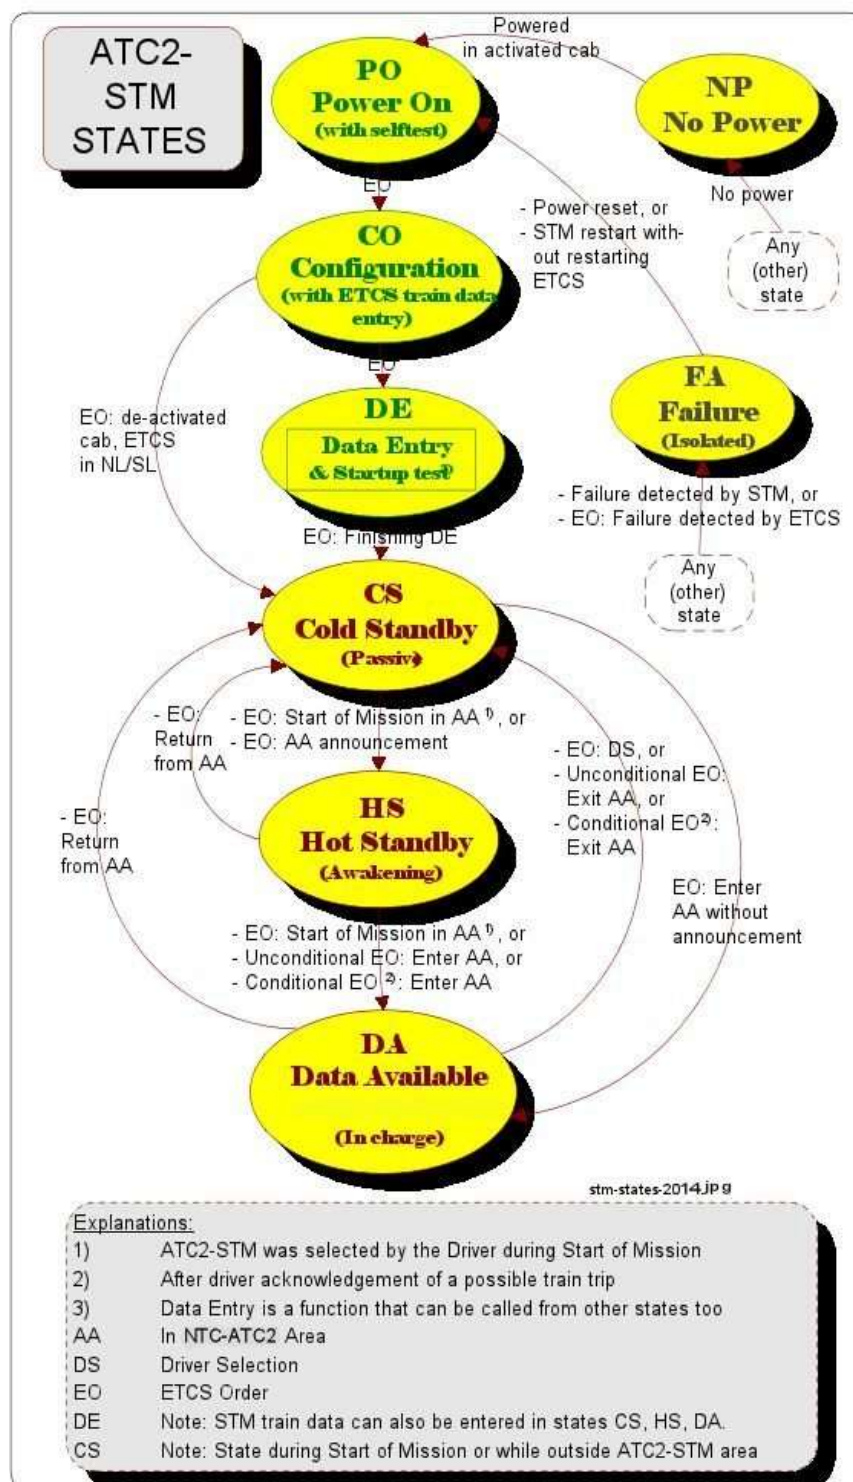 ATC2-
STM
STATES
PO
Power On
(with selftest)
Powered
in activated cab
NP
No Power
No power
Any
(other)
state
EO
- Power reset, or
- STM restart with-
out restarting
ETCS
CO
Configuration
(with ETCS train data
entry)
EO
EO: de-activated
cab, ETCS
in NL/SL
DE
Data Entry
& Startup test³⁾
FA
Failure
(Isolated)
- Failure detected by STM, or
- EO: Failure detected by ETCS
Any
(other)
state
EO: Finishing DE
CS
Cold Standby
(Passiv)
- EO:
Return
from AA
- EO: Start of Mission in AA ¹⁾, or
- EO: AA announcement
- EO: DS, or
- Unconditional EO:
Exit AA, or
- Conditional EO²⁾:
Exit AA
HS
Hot Standby
(Awakening)
- EO:
Return
from AA
EO: Enter
AA without
announcement
- EO: Start of Mission in AA ¹⁾, or
- Unconditional EO: Enter AA, or
- Conditional EO ²⁾: Enter AA
DA
Data Available
(In charge)
stm-states-2014.jpg
Explanations:
1) ATC2-STM was selected by the Driver during Start of Mission
2) After driver acknowledgement of a possible train trip
3) Data Entry is a function that can be called from other states too
AA In NTC-ATC2 Area
DS Driver Selection
EO ETCS Order
DE Note: STM train data can also be entered in states CS, HS, DA.
CS Note: State during Start of Mission or while outside ATC2-STM area